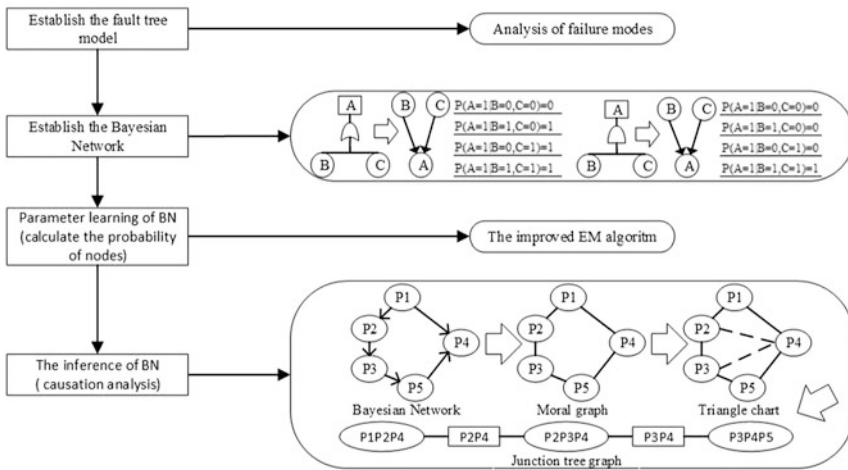 Establish the fault tree
model
Analysis of failure modes
Establish the Bayesian
Network
A
B
C
B
C
A
P(A=1|B=0,C=0)=0
P(A=1|B=1,C=0)=1
P(A=1|B=0,C=1)=1
P(A=1|B=1,C=1)=1
A
B
C
B
C
A
P(A=1|B=0,C=0)=0
P(A=1|B=1,C=0)=0
P(A=1|B=0,C=1)=0
P(A=1|B=1,C=1)=1
Parameter learning of BN
(calculate the probability
of nodes)
The improved EM algoritm
The inference of BN
( causation analysis)
P1
P2
P4
P3
P5
Bayesian Network
P1
P2
P4
P3
P5
Moral graph
P1
P2
P4
P3
P5
Triangle chart
P1P2P4
P2P4
P2P3P4
P3P4
P3P4P5
Junction tree graph